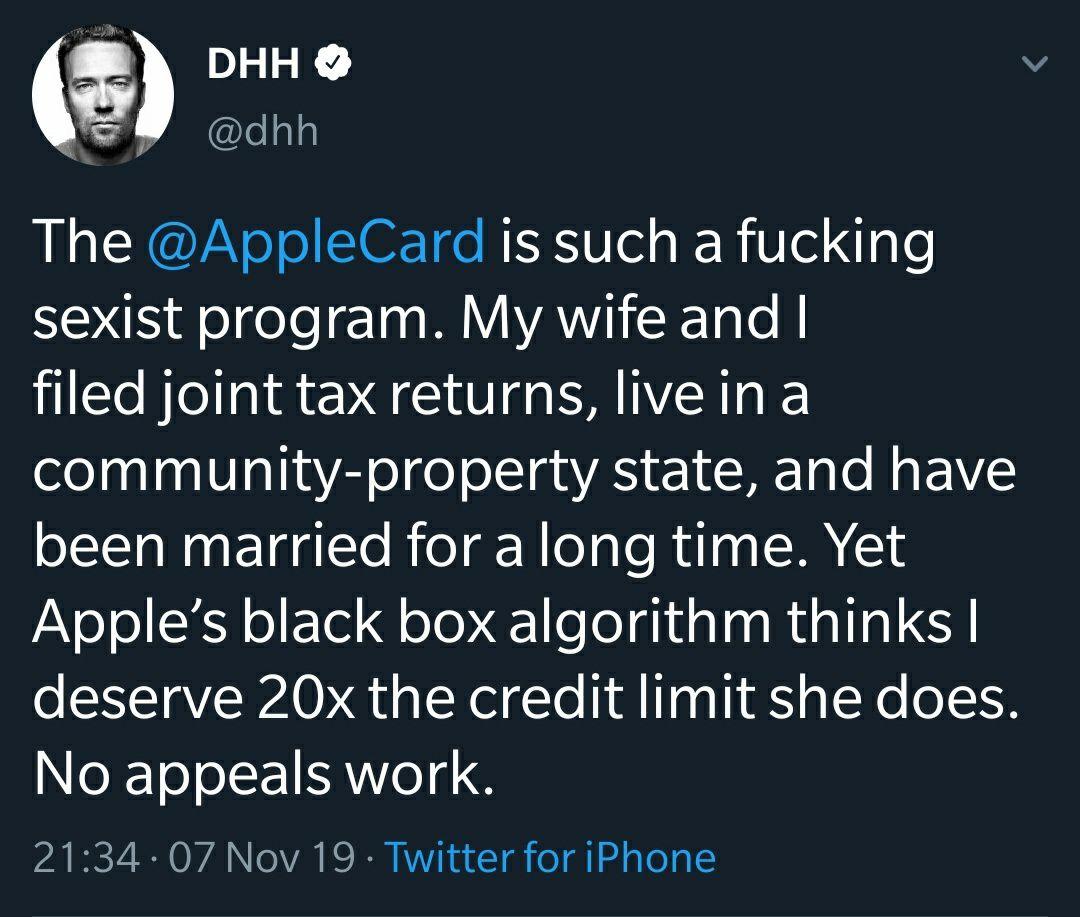 DHH
@dhh
The @AppleCard is such a fucking
sexist program. My wife and I
filed joint tax returns, live in a
community-property state, and have
been married for a long time. Yet
Apple’s black box algorithm thinks I
deserve 20x the credit limit she does.
No appeals work.
21:34 · 07 Nov 19 · Twitter for iPhone